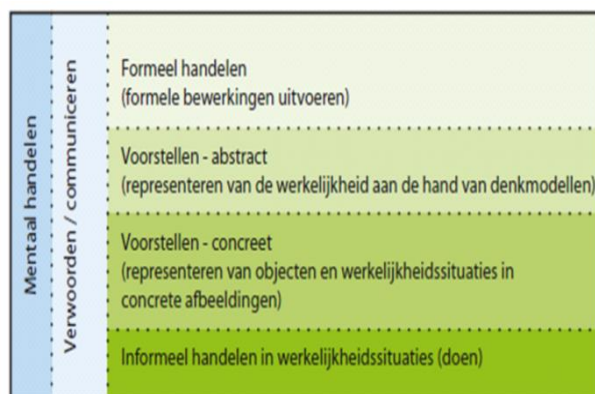 Mentaal handelen
Verwoorden / communiceren
Formeel handelen
(formele bewerkingen uitvoeren)
Voorstellen - abstract
(representeren van de werkelijkheid aan de hand van denkmodellen)
Voorstellen - concreet
(representeren van objecten en werkelijkheidssituaties in
concrete afbeeldingen)
Informeel handelen in werkelijkheidssituaties (doen)